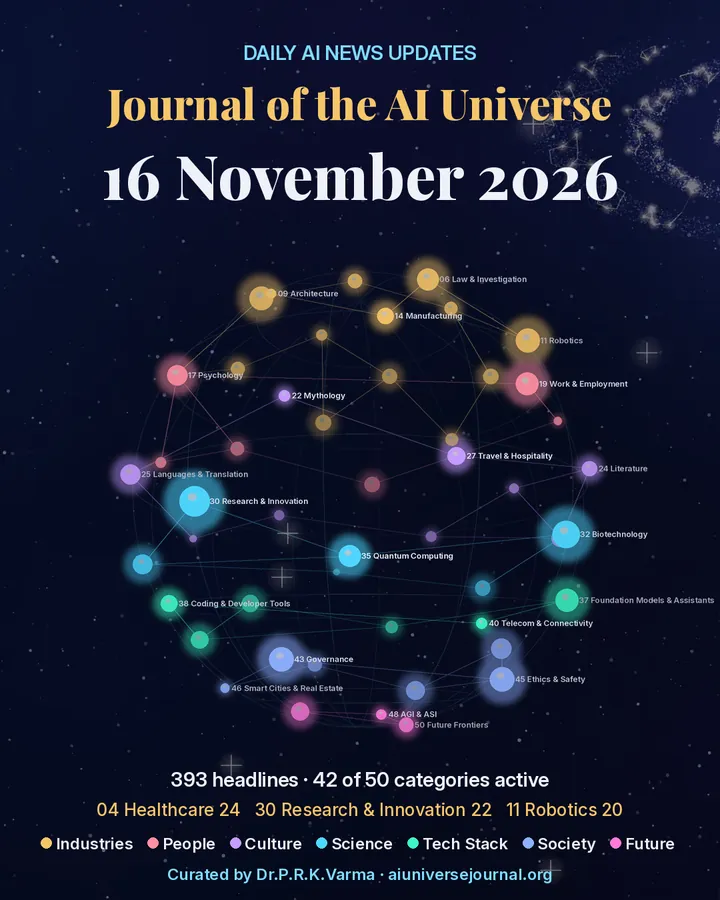 DAILY AI NEWS UPDATES
Journal of the AI Universe
16 November 2026
06 Law & Investigation
09 Architecture
14 Manufacturing
11 Robotics
17 Psychology
19 Work & Employment
22 Mythology
27 Travel & Hospitality
24 Literature
25 Languages & Translation
30 Research & Innovation
32 Biotechnology
35 Quantum Computing
37 Foundation Models & Assistants
38 Coding & Developer Tools
40 Telecom & Connectivity
43 Governance
45 Ethics & Safety
46 Smart Cities & Real Estate
48 AGI & ASI
50 Future Frontiers
393 headlines · 42 of 50 categories active
04 Healthcare 24 30 Research & Innovation 22 11 Robotics 20
Industries People Culture Science Tech Stack Society Future
Curated by Dr.P.R.K.Varma · aiuniversejournal.org